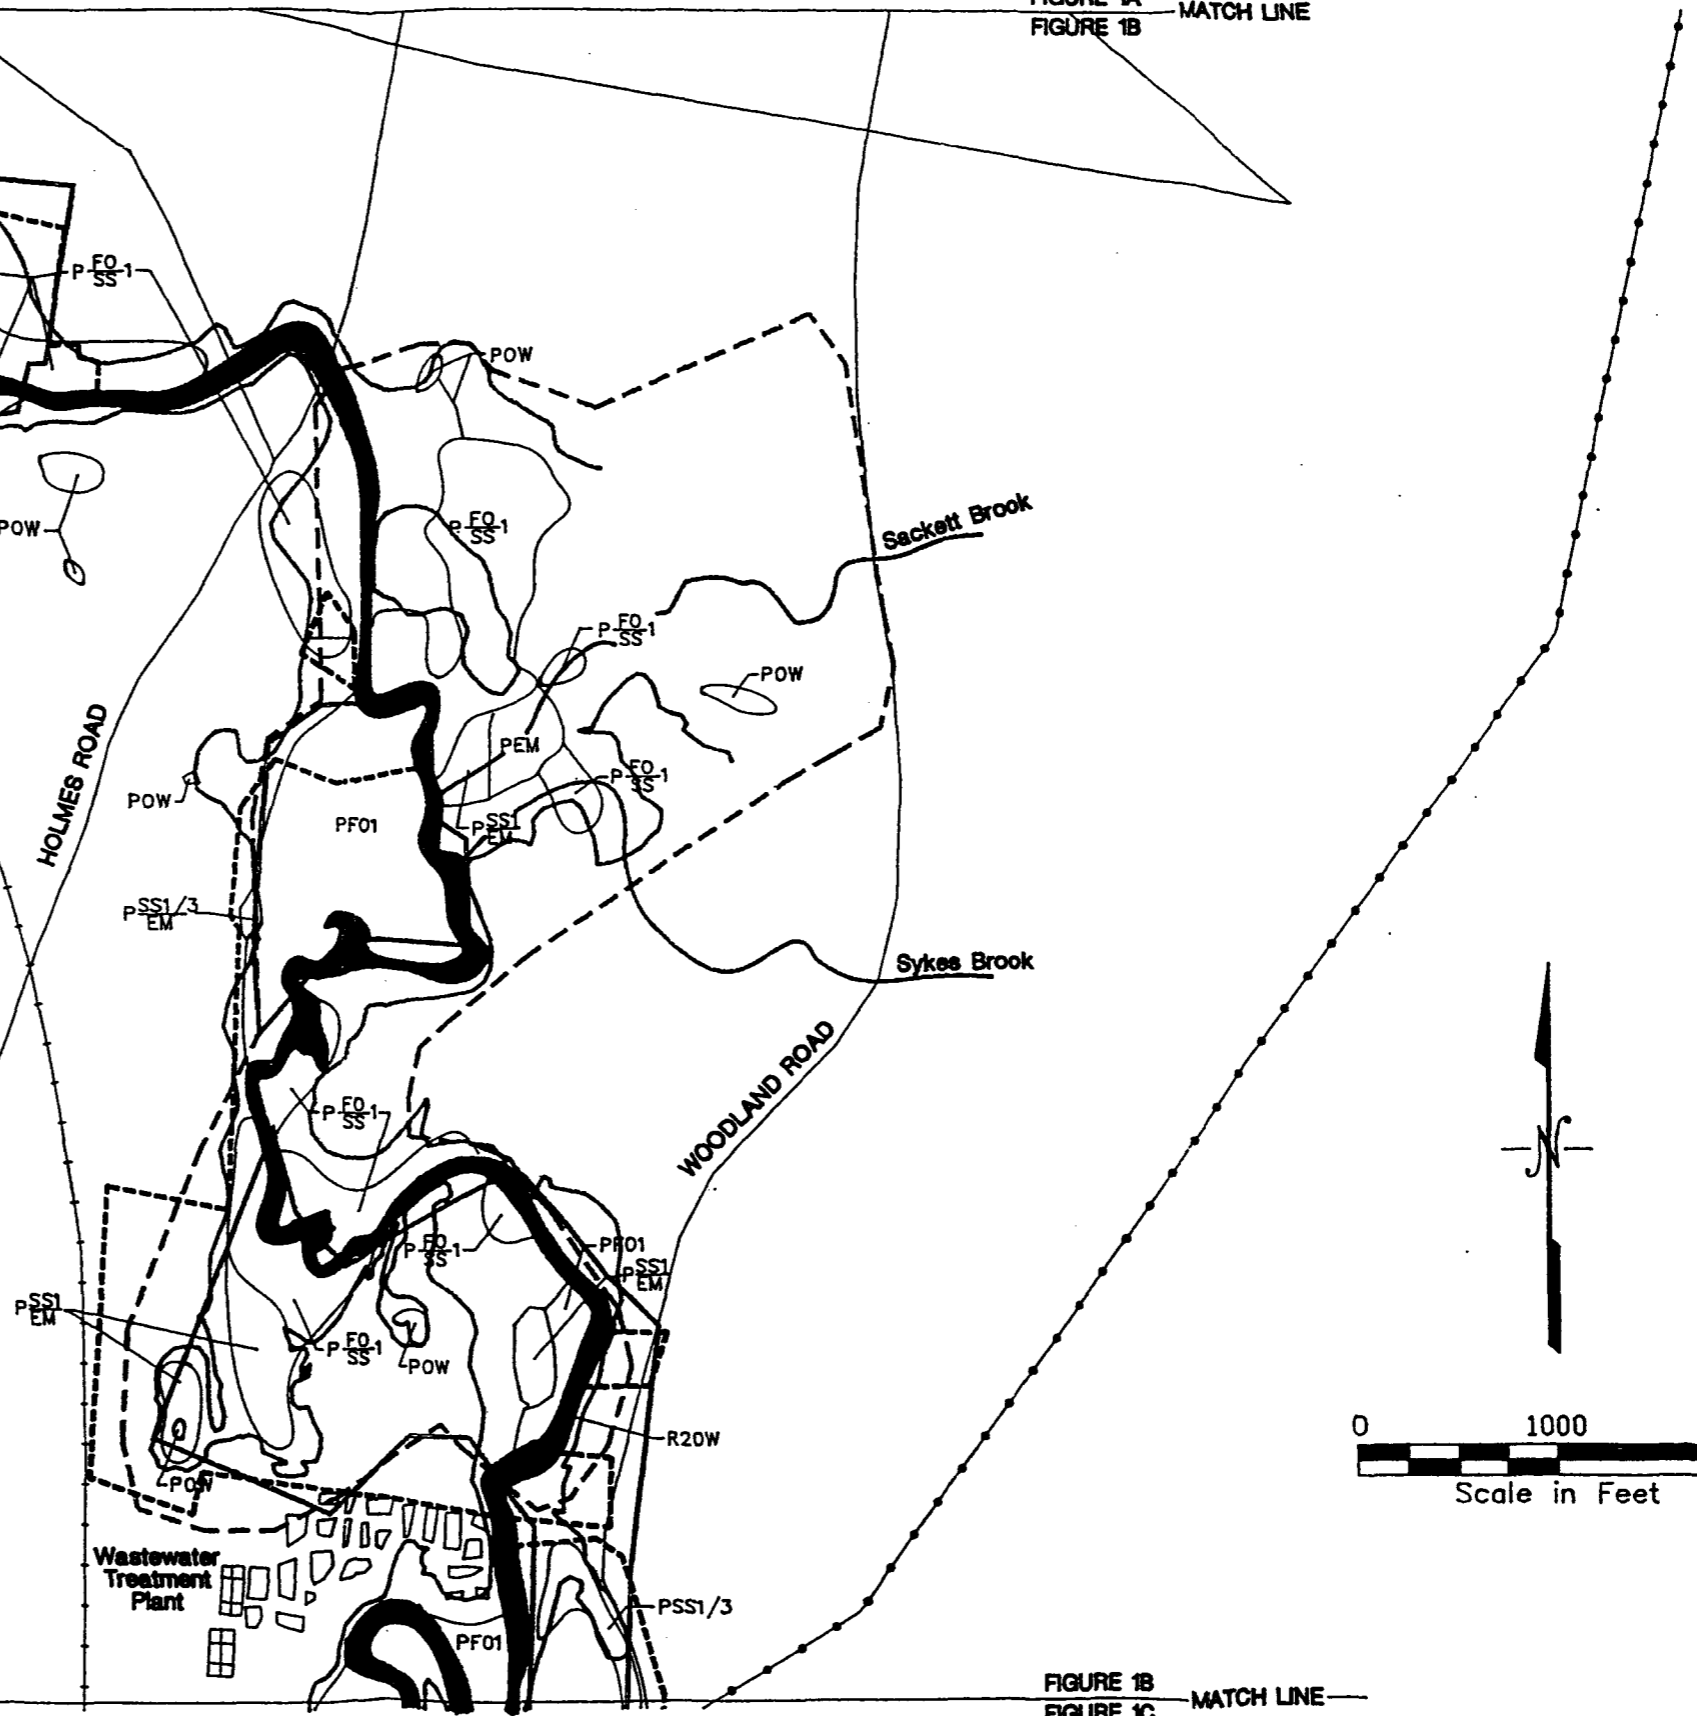 FIGURE 1A
MATCH LINE
FIGURE 1B
P FO/SS 1
POW
POW
P FO/SS 1
Sackett Brook
P FO/SS 1
POW
HOLMES ROAD
PEM
P FO/SS 1
POW
PF01
P SS1/EM
P SS1/3/EM
Sykes Brook
WOODLAND ROAD
P FO/SS 1
N
P FO/SS 1
PF01
P SS1/EM
P SS1/EM
P FO/SS 1
POW
R20W
0 1000
Scale in Feet
POW
Wastewater
Treatment
Plant
PSS1/3
PF01
FIGURE 1B
MATCH LINE
FIGURE 1C